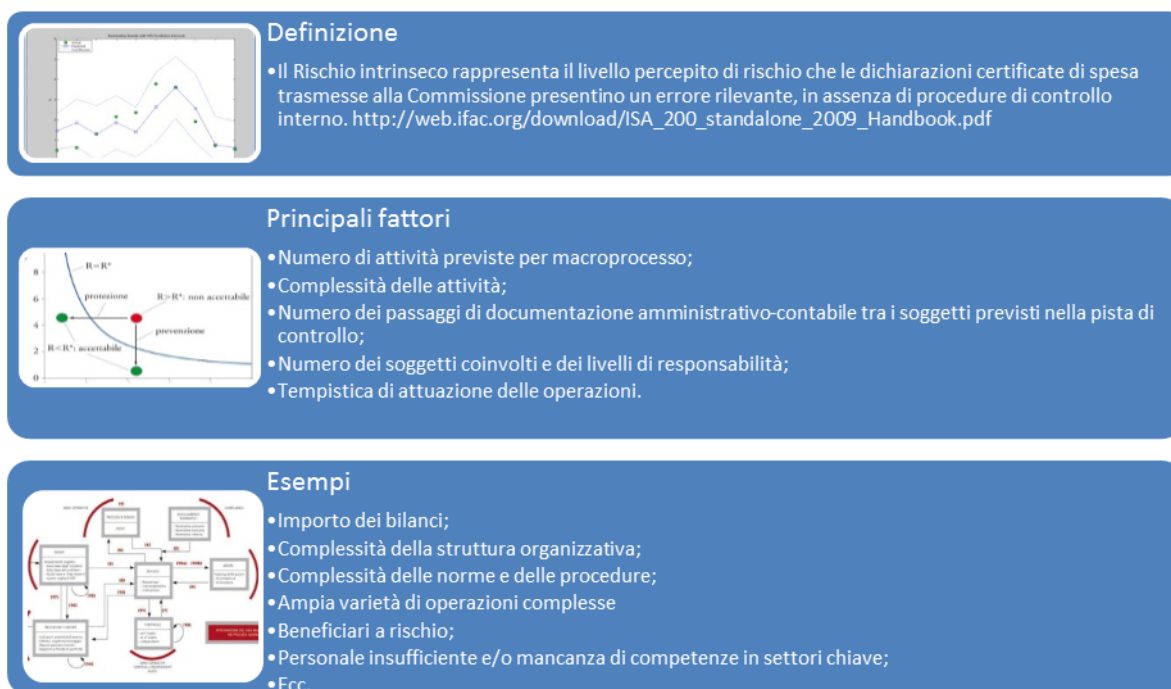 Definizione
•Il Rischio intrinseco rappresenta il livello percepito di rischio che le dichiarazioni certificate di spesa
trasmesse alla Commissione presentino un errore rilevante, in assenza di procedure di controllo
interno. http://web.ifac.org/download/ISA_200_standalone_2009_Handbook.pdf
Principali fattori
•Numero di attività previste per macroprocesso;
•Complessità delle attività;
•Numero dei passaggi di documentazione amministrativo-contabile tra i soggetti previsti nella pista di
controllo;
•Numero dei soggetti coinvolti e dei livelli di responsabilità;
•Tempistica di attuazione delle operazioni.
8
R=R*
6
protezione
R>R*: non accettabile
4
prevenzione
2
R<R*: accettabile
0
Esempi
•Importo dei bilanci;
•Complessità della struttura organizzativa;
•Complessità delle norme e delle procedure;
•Ampia varietà di operazioni complesse
•Beneficiari a rischio;
•Personale insufficiente e/o mancanza di competenze in settori chiave;
•Ecc.